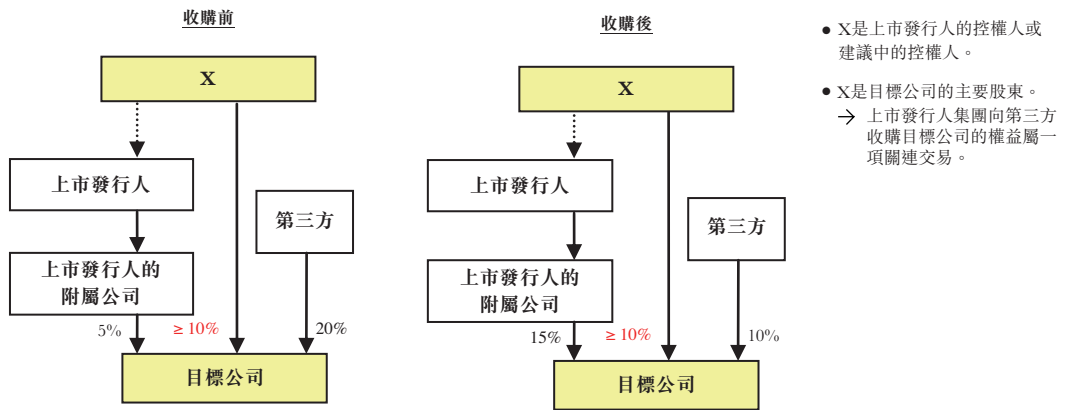 收購前
X
上市發行人
第三方
上市發行人的
附屬公司
5%
≥ 10%
20%
目標公司
收購後
X
上市發行人
第三方
上市發行人的
附屬公司
15%
≥ 10%
10%
目標公司
● X是上市發行人的控權人或
建議中的控權人。
● X是目標公司的主要股東。
→ 上市發行人集團向第三方
收購目標公司的權益屬一
項關連交易。